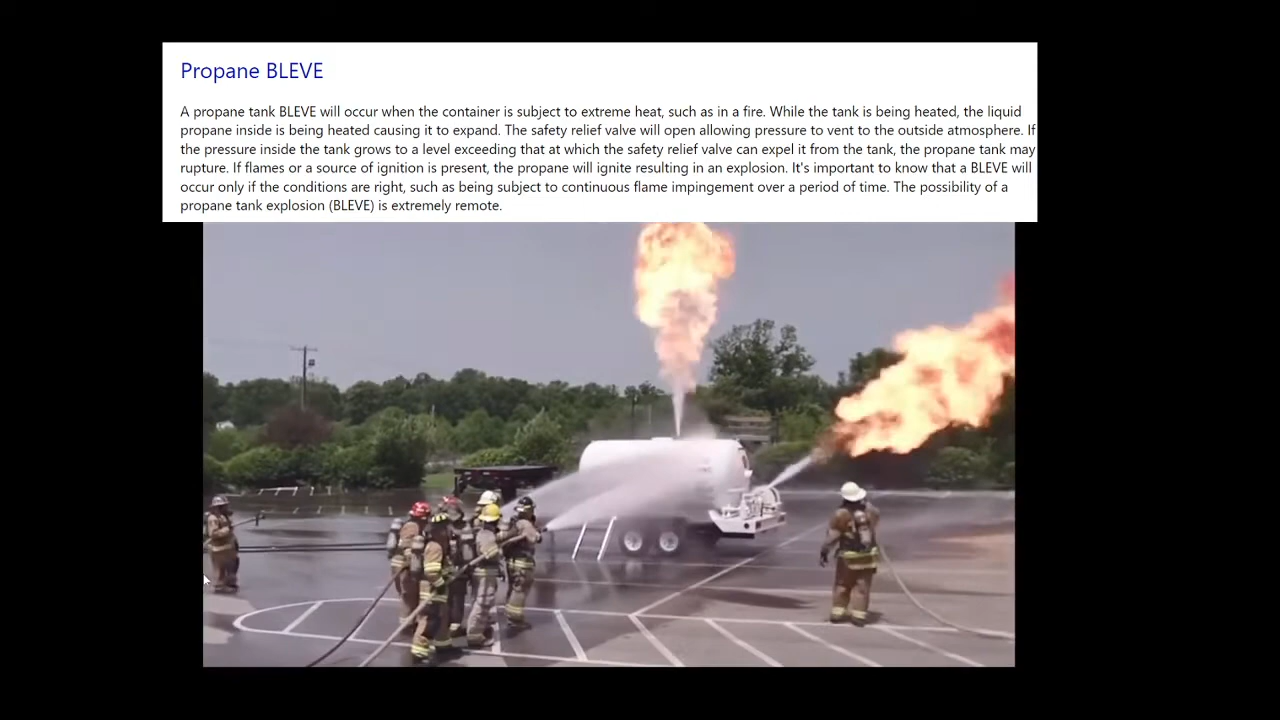 Propane BLEVE
A propane tank BLEVE will occur when the container is subject to extreme heat, such as in a fire. While the tank is being heated, the liquid
propane inside is being heated causing it to expand. The safety relief valve will open allowing pressure to vent to the outside atmosphere. If
the pressure inside the tank grows to a level exceeding that at which the safety relief valve can expel it from the tank, the propane tank may
rupture. If flames or a source of ignition is present, the propane will ignite resulting in an explosion. It's important to know that a BLEVE will
occur only if the conditions are right, such as being subject to continuous flame impingement over a period of time. The possibility of a
propane tank explosion (BLEVE) is extremely remote.